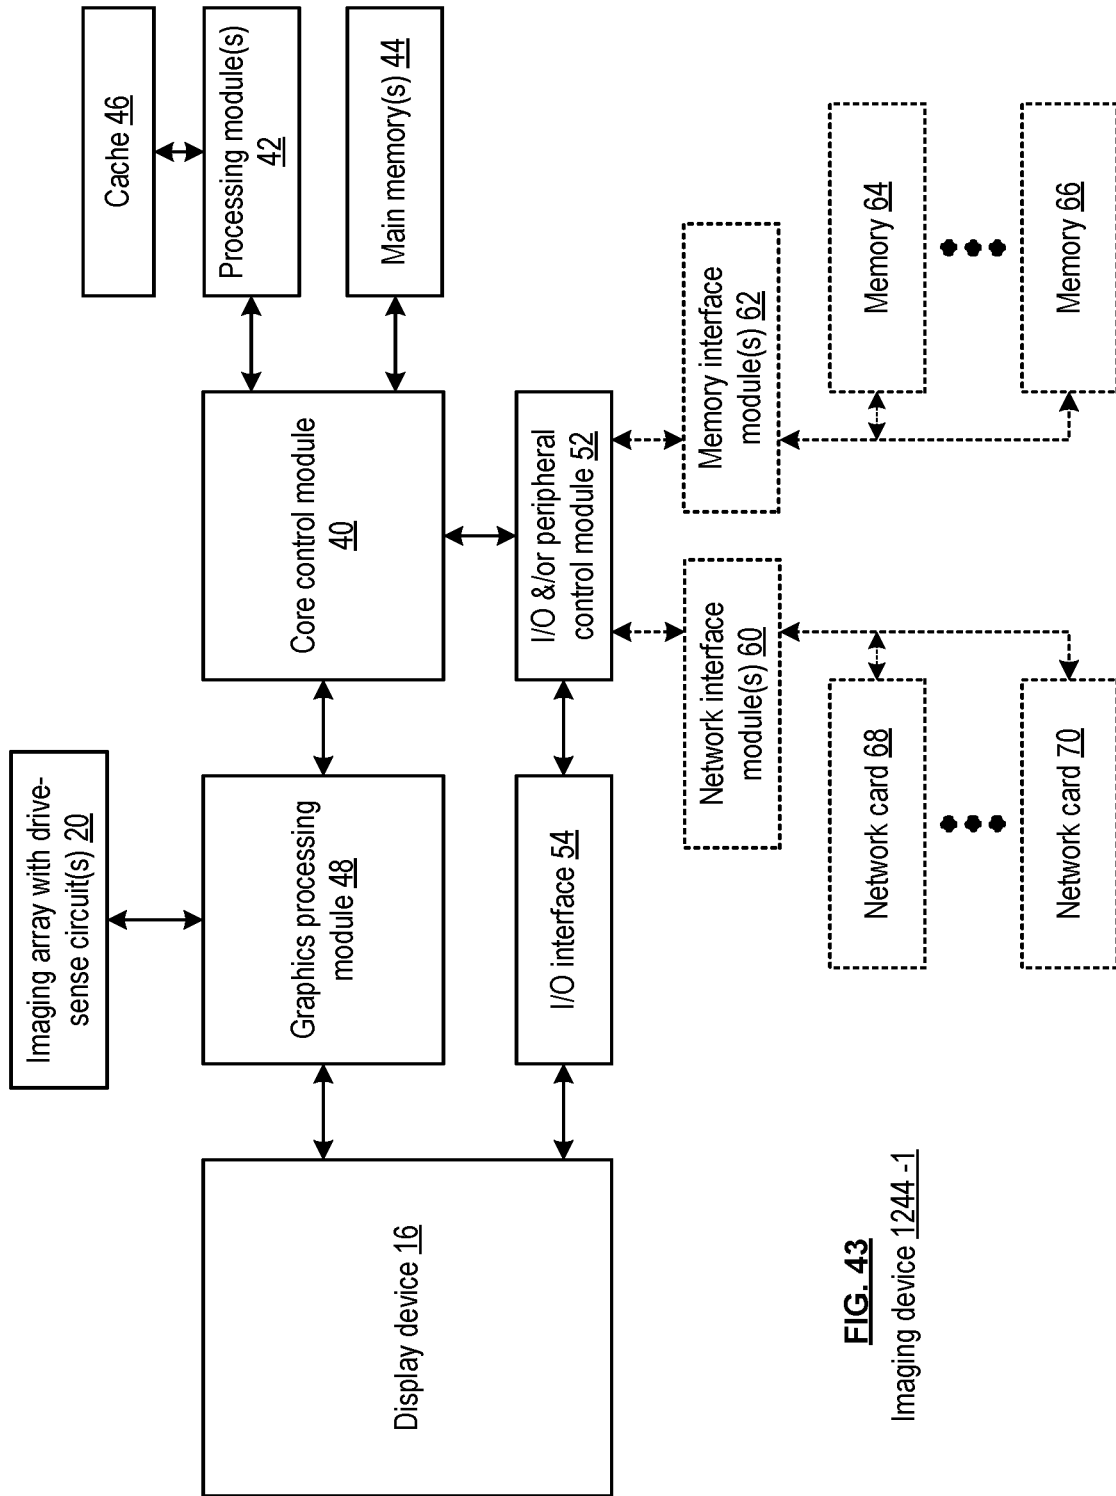 Imaging array with drive-
sense circuit(s) 20
Cache 46
Processing module(s)
42
Main memory(s) 44
Display device 16
Graphics processing
module 48
Core control module
40
I/O interface 54
I/O &/or peripheral
control module 52
Network interface
module(s) 60
Memory interface
module(s) 62
Network card 68
Memory 64
Network card 70
Memory 66
FIG. 43
Imaging device 1244 -1